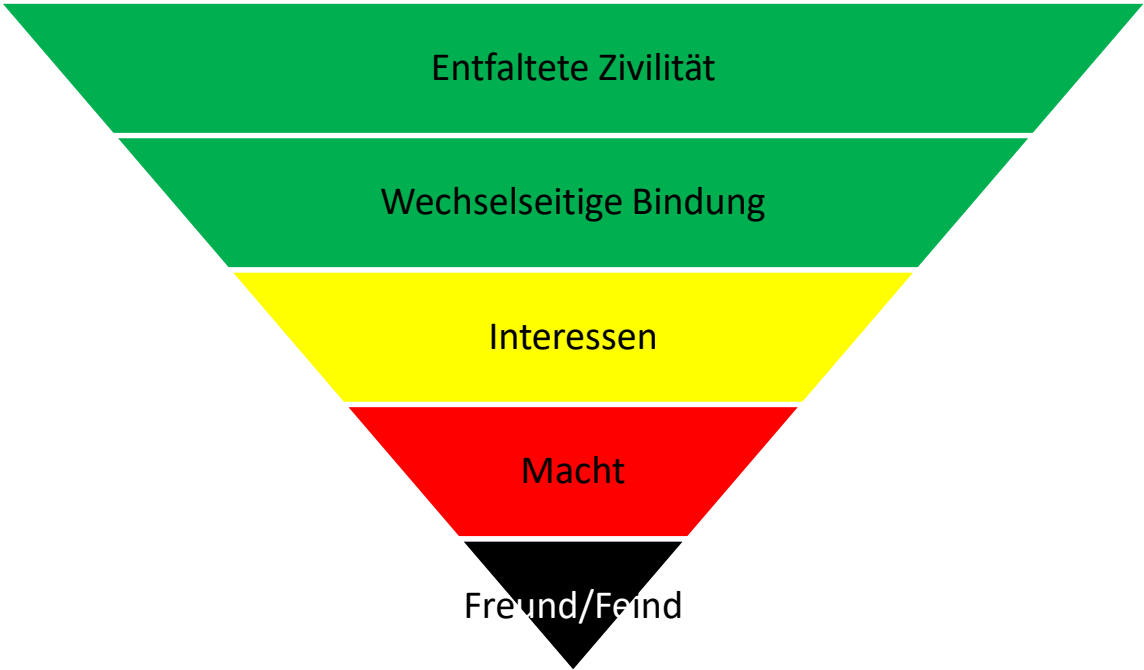 Entfaltete Zivilität
Wechselseitige Bindung
Interessen
Macht
Freund/Feind